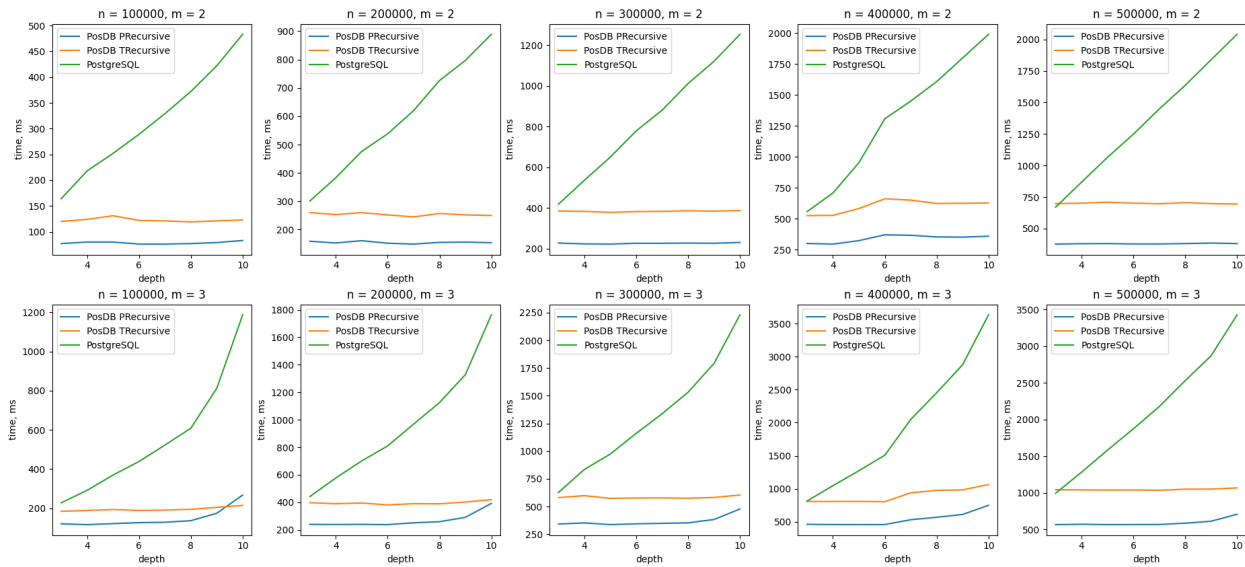 n = 100000, m = 2
500
450
400
350
300
250
200
150
100
time, ms
PosDB PRecursive
PosDB TRecursive
PostgreSQL
4
6
8
10
depth
n = 200000, m = 2
900
800
700
600
500
400
300
200
time, ms
PosDB PRecursive
PosDB TRecursive
PostgreSQL
4
6
8
10
depth
n = 300000, m = 2
1200
1000
800
600
400
200
time, ms
PosDB PRecursive
PosDB TRecursive
PostgreSQL
4
6
8
10
depth
n = 400000, m = 2
2000
1750
1500
1250
1000
750
500
250
time, ms
PosDB PRecursive
PosDB TRecursive
PostgreSQL
4
6
8
10
depth
n = 500000, m = 2
2000
1750
1500
1250
1000
750
500
time, ms
PosDB PRecursive
PosDB TRecursive
PostgreSQL
4
6
8
10
depth
n = 100000, m = 3
1200
1000
800
600
400
200
time, ms
PosDB PRecursive
PosDB TRecursive
PostgreSQL
4
6
8
10
depth
n = 200000, m = 3
1800
1600
1400
1200
1000
800
600
400
200
time, ms
PosDB PRecursive
PosDB TRecursive
PostgreSQL
4
6
8
10
depth
n = 300000, m = 3
2250
2000
1750
1500
1250
1000
750
500
250
time, ms
PosDB PRecursive
PosDB TRecursive
PostgreSQL
4
6
8
10
depth
n = 400000, m = 3
3500
3000
2500
2000
1500
1000
500
time, ms
PosDB PRecursive
PosDB TRecursive
PostgreSQL
4
6
8
10
depth
n = 500000, m = 3
3500
3000
2500
2000
1500
1000
500
time, ms
PosDB PRecursive
PosDB TRecursive
PostgreSQL
4
6
8
10
depth